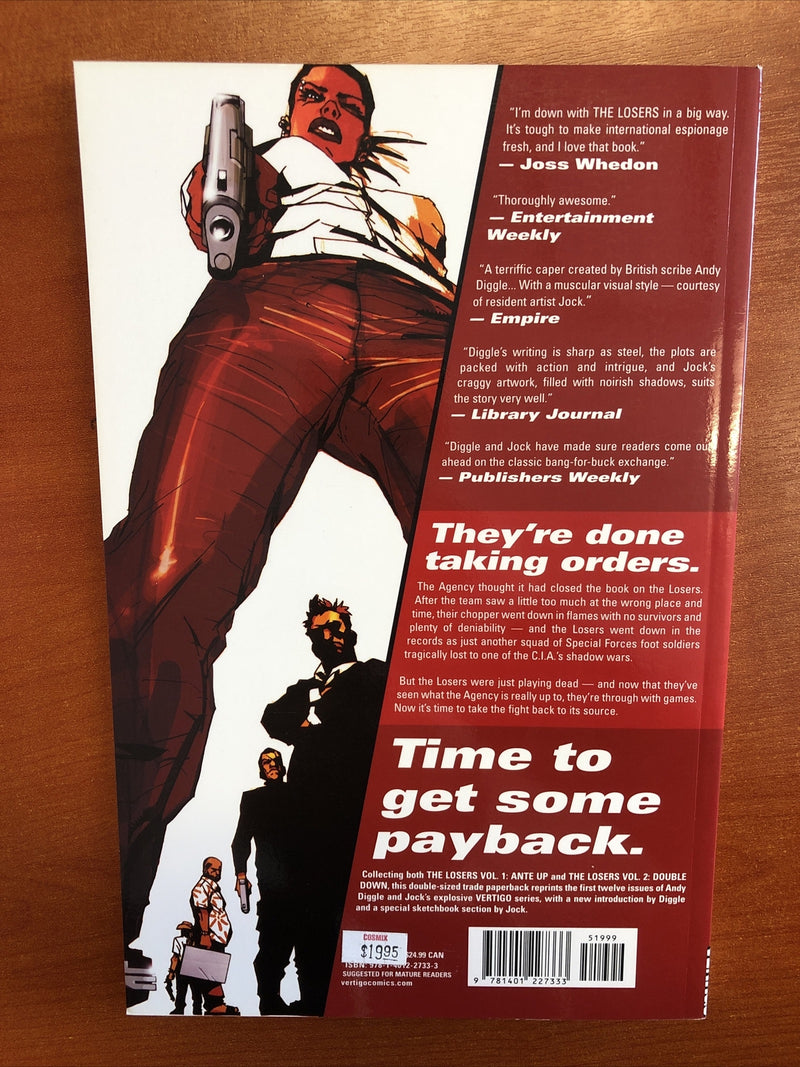 “I’m down with THE LOSERS in a big way.
It’s tough to make international espionage
fresh, and I love that book.”
— Joss Whedon
“Thoroughly awesome.”
— Entertainment
Weekly
“A terriffic caper created by British scribe Andy
Diggle... With a muscular visual style — courtesy
of resident artist Jock.”
— Empire
“Diggle’s writing is sharp as steel, the plots are
packed with action and intrigue, and Jock’s
craggy artwork, filled with noirish shadows, suits
the story very well.”
— Library Journal
“Diggle and Jock have made sure readers come out
ahead on the classic bang-for-buck exchange.”
— Publishers Weekly
They’re done
taking orders.
The Agency thought it had closed the book on the Losers.
After the team saw a little too much at the wrong place and
time, their chopper went down in flames with no survivors and
plenty of deniability — and the Losers went down in the
records as just another squad of Special Forces foot soldiers
tragically lost to one of the C.I.A.’s shadow wars.
But the Losers were just playing dead — and now that they’ve
seen what the Agency is really up to, they’re through with games.
Now it’s time to take the fight back to its source.
Time to
get some
payback.
Collecting both THE LOSERS VOL. 1: ANTE UP and THE LOSERS VOL. 2: DOUBLE
DOWN, this double-sized trade paperback reprints the first twelve issues of Andy
Diggle and Jock’s explosive VERTIGO series, with a new introduction by Diggle
and a special sketchbook section by Jock.
COSMIX
$19.95
$24.99 CAN
ISBN: 978-1-4012-2733-3
SUGGESTED FOR MATURE READERS
vertigocomics.com
51999
9 781401 227333